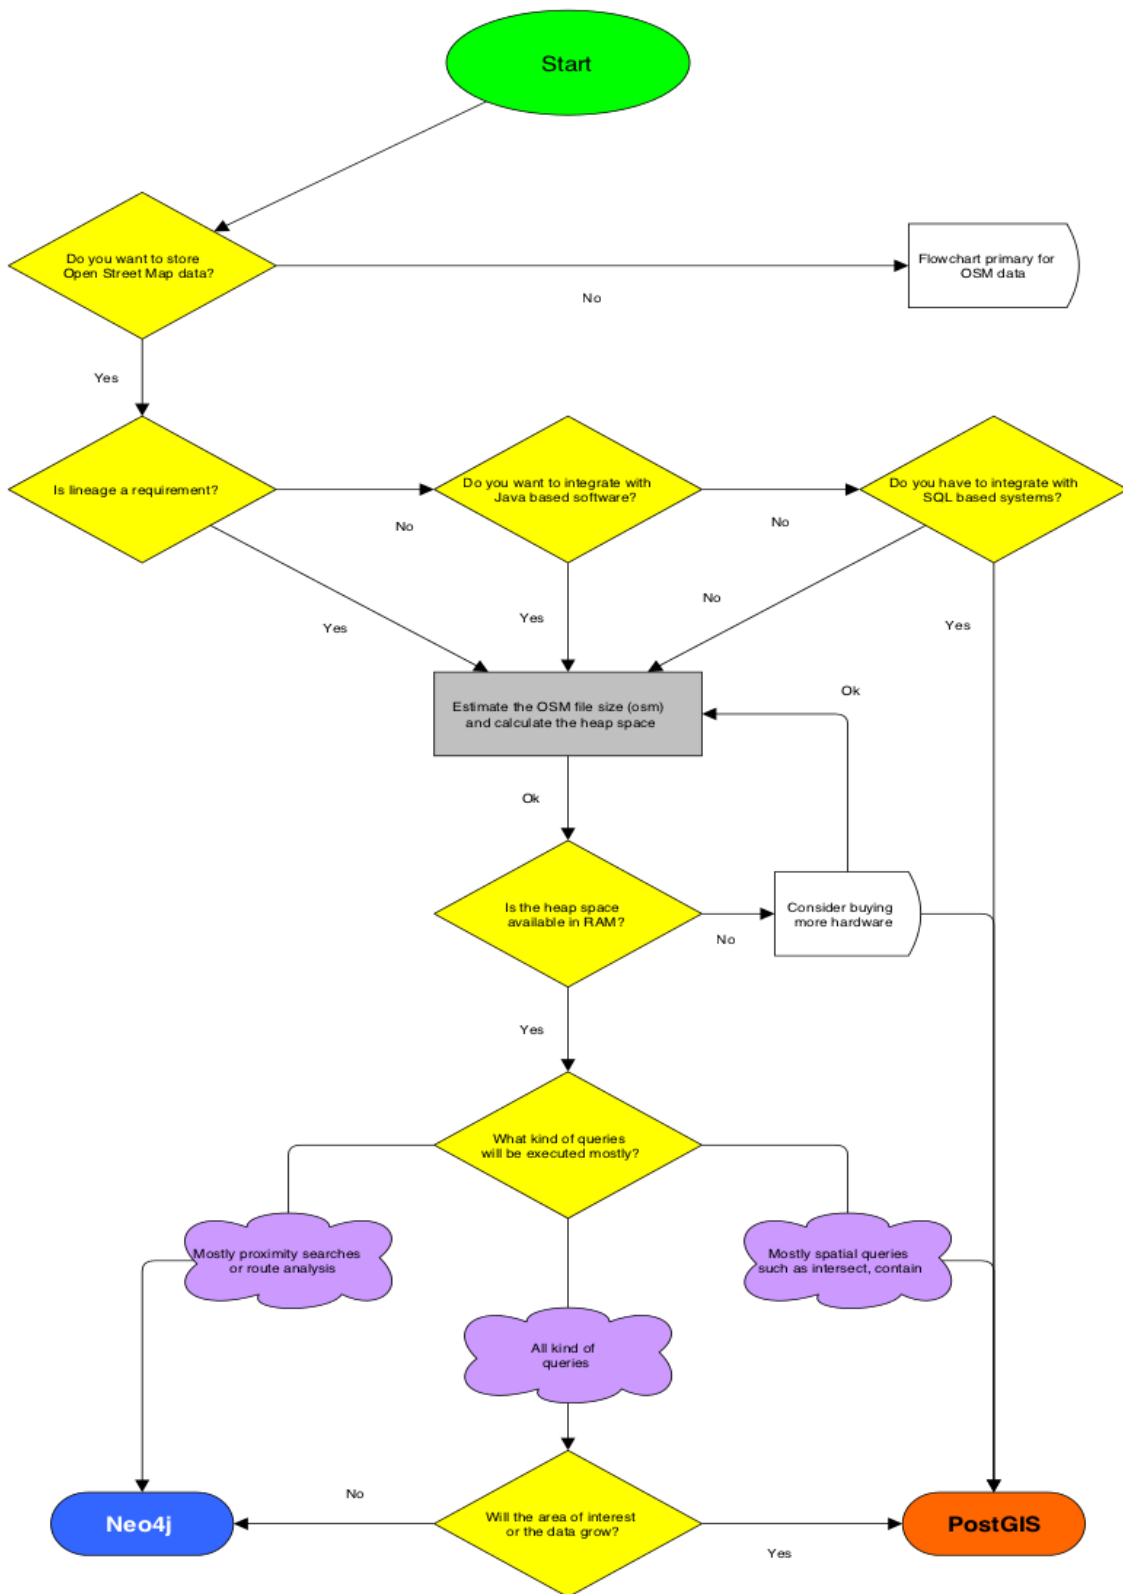 Start
Do you want to store
Open Street Map data?
No
Flowchart primary for
OSM data
Yes
Is lineage a requirement?
No
Do you want to integrate with
Java based software?
No
Do you have to integrate with
SQL based systems?
Yes
Yes
No
Yes
Estimate the OSM file size (osm)
and calculate the heap space
Ok
Ok
Is the heap space
available in RAM?
No
Consider buying
more hardware
Yes
What kind of queries
will be executed mostly?
Mostly proximity searches
or route analysis
Mostly spatial queries
such as intersect, contain
All kind of
queries
Neo4j
No
Will the area of interest
or the data grow?
Yes
PostGIS